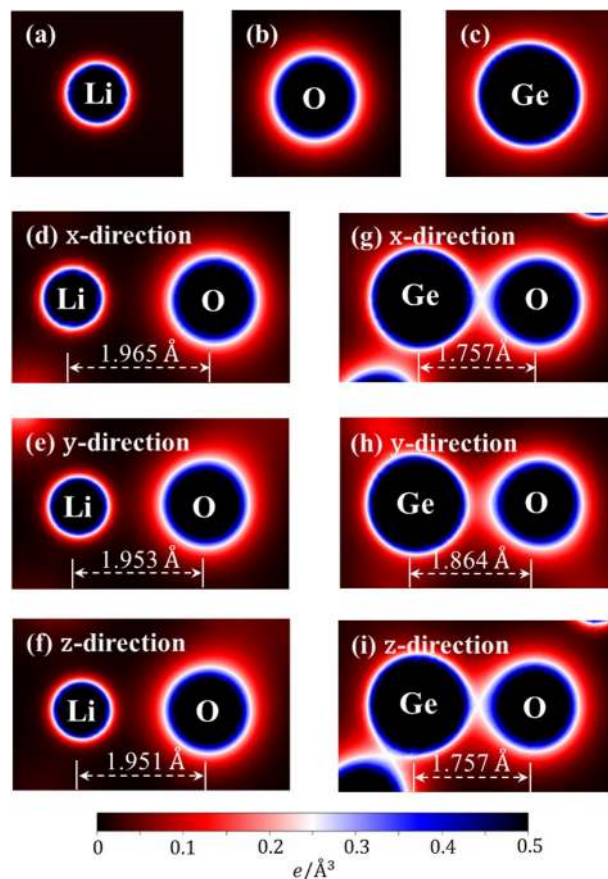 (a)
Li
(b)
O
(c)
Ge
(d) x-direction
Li
O
1.965 Å
(g) x-direction
Ge
O
1.757Å
(e) y-direction
Li
O
1.953 Å
(h) y-direction
Ge
O
1.864 Å
(f) z-direction
Li
O
1.951 Å
(i) z-direction
Ge
O
1.757 Å
0 0.1 0.2 0.3 0.4 0.5
e/Å³